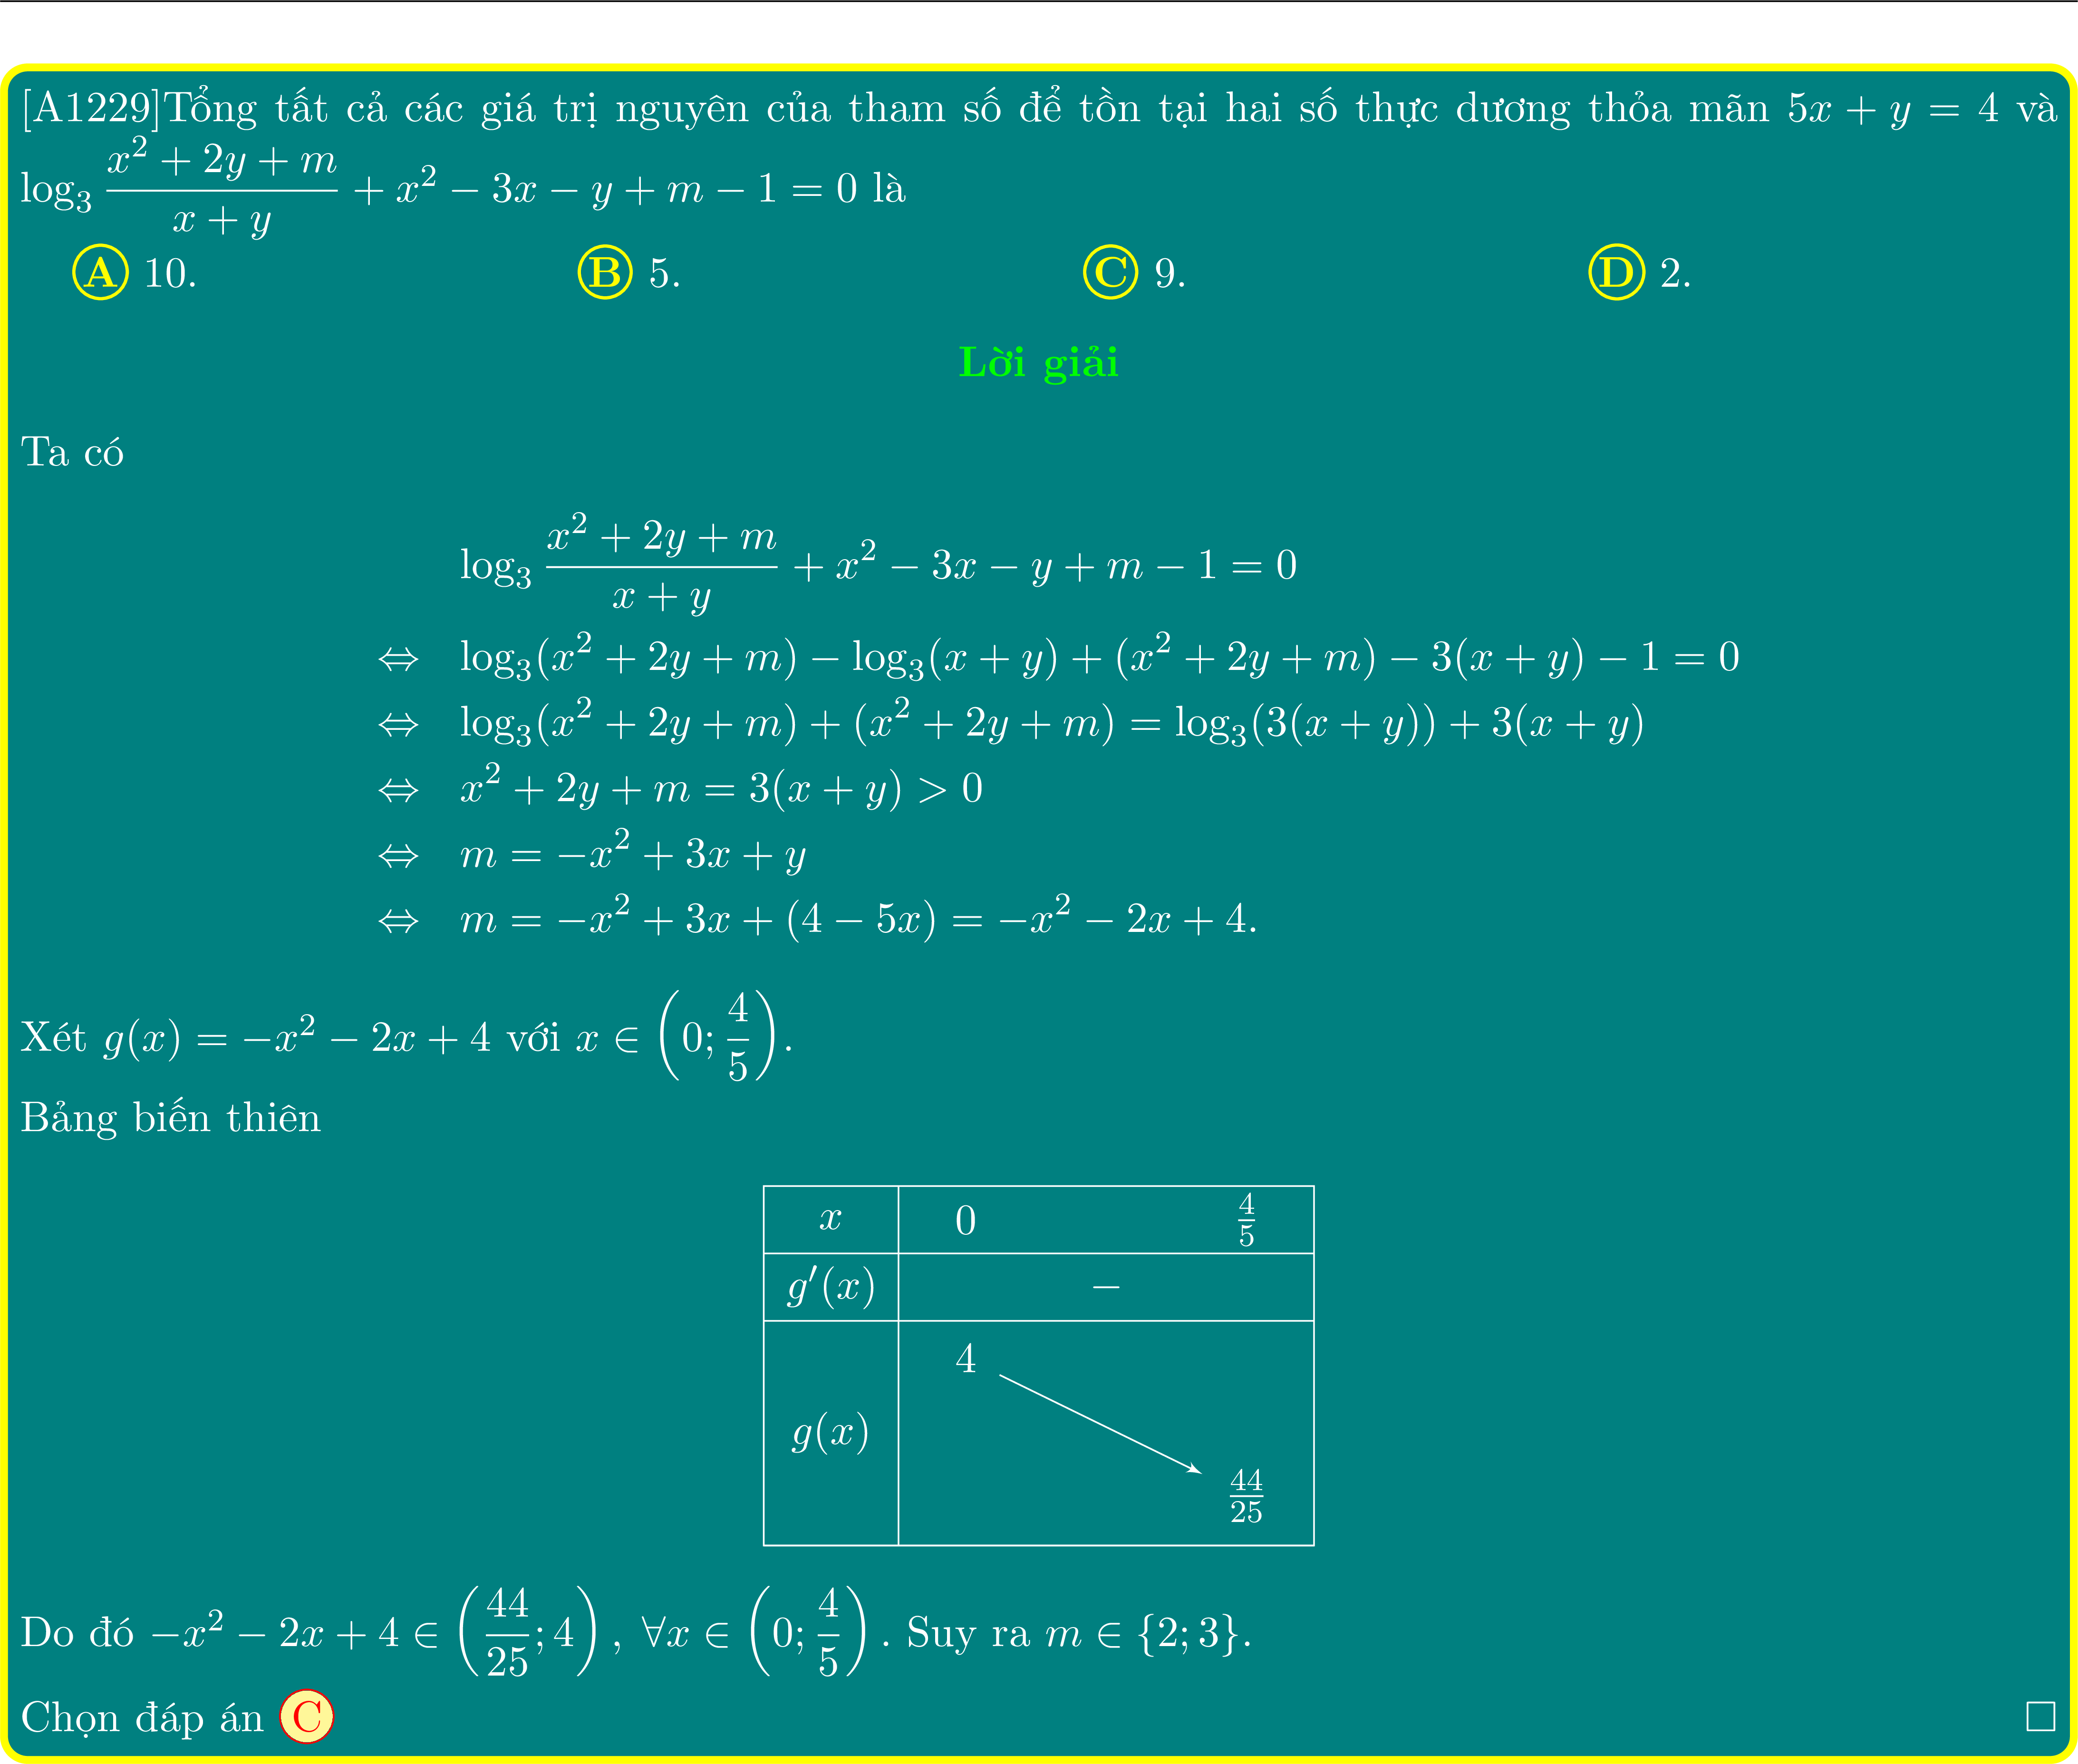 [A1229]Tổng tất cả các giá trị nguyên của tham số để tồn tại hai số thực dương thỏa mãn $5x + y = 4$ và
$\log_3 \dfrac{x^2 + 2y + m}{x + y} + x^2 - 3x - y + m - 1 = 0$ là
A 10. B 5. C 9. D 2.
Lời giải
Ta có
$\log_3 \dfrac{x^2 + 2y + m}{x + y} + x^2 - 3x - y + m - 1 = 0$
$\Leftrightarrow \log_3(x^2 + 2y + m) - \log_3(x + y) + (x^2 + 2y + m) - 3(x + y) - 1 = 0$
$\Leftrightarrow \log_3(x^2 + 2y + m) + (x^2 + 2y + m) = \log_3(3(x + y)) + 3(x + y)$
$\Leftrightarrow x^2 + 2y + m = 3(x + y) > 0$
$\Leftrightarrow m = -x^2 + 3x + y$
$\Leftrightarrow m = -x^2 + 3x + (4 - 5x) = -x^2 - 2x + 4.$
Xét $g(x) = -x^2 - 2x + 4$ với $x \in \left(0; \dfrac{4}{5}\right)$.
Bảng biến thiên
$x$ $0$ $\frac{4}{5}$
$g'(x)$ $-$
$4$
$g(x)$
$\frac{44}{25}$
Do đó $-x^2 - 2x + 4 \in \left(\dfrac{44}{25}; 4\right), \forall x \in \left(0; \dfrac{4}{5}\right)$. Suy ra $m \in \{2; 3\}$.
Chọn đáp án C □